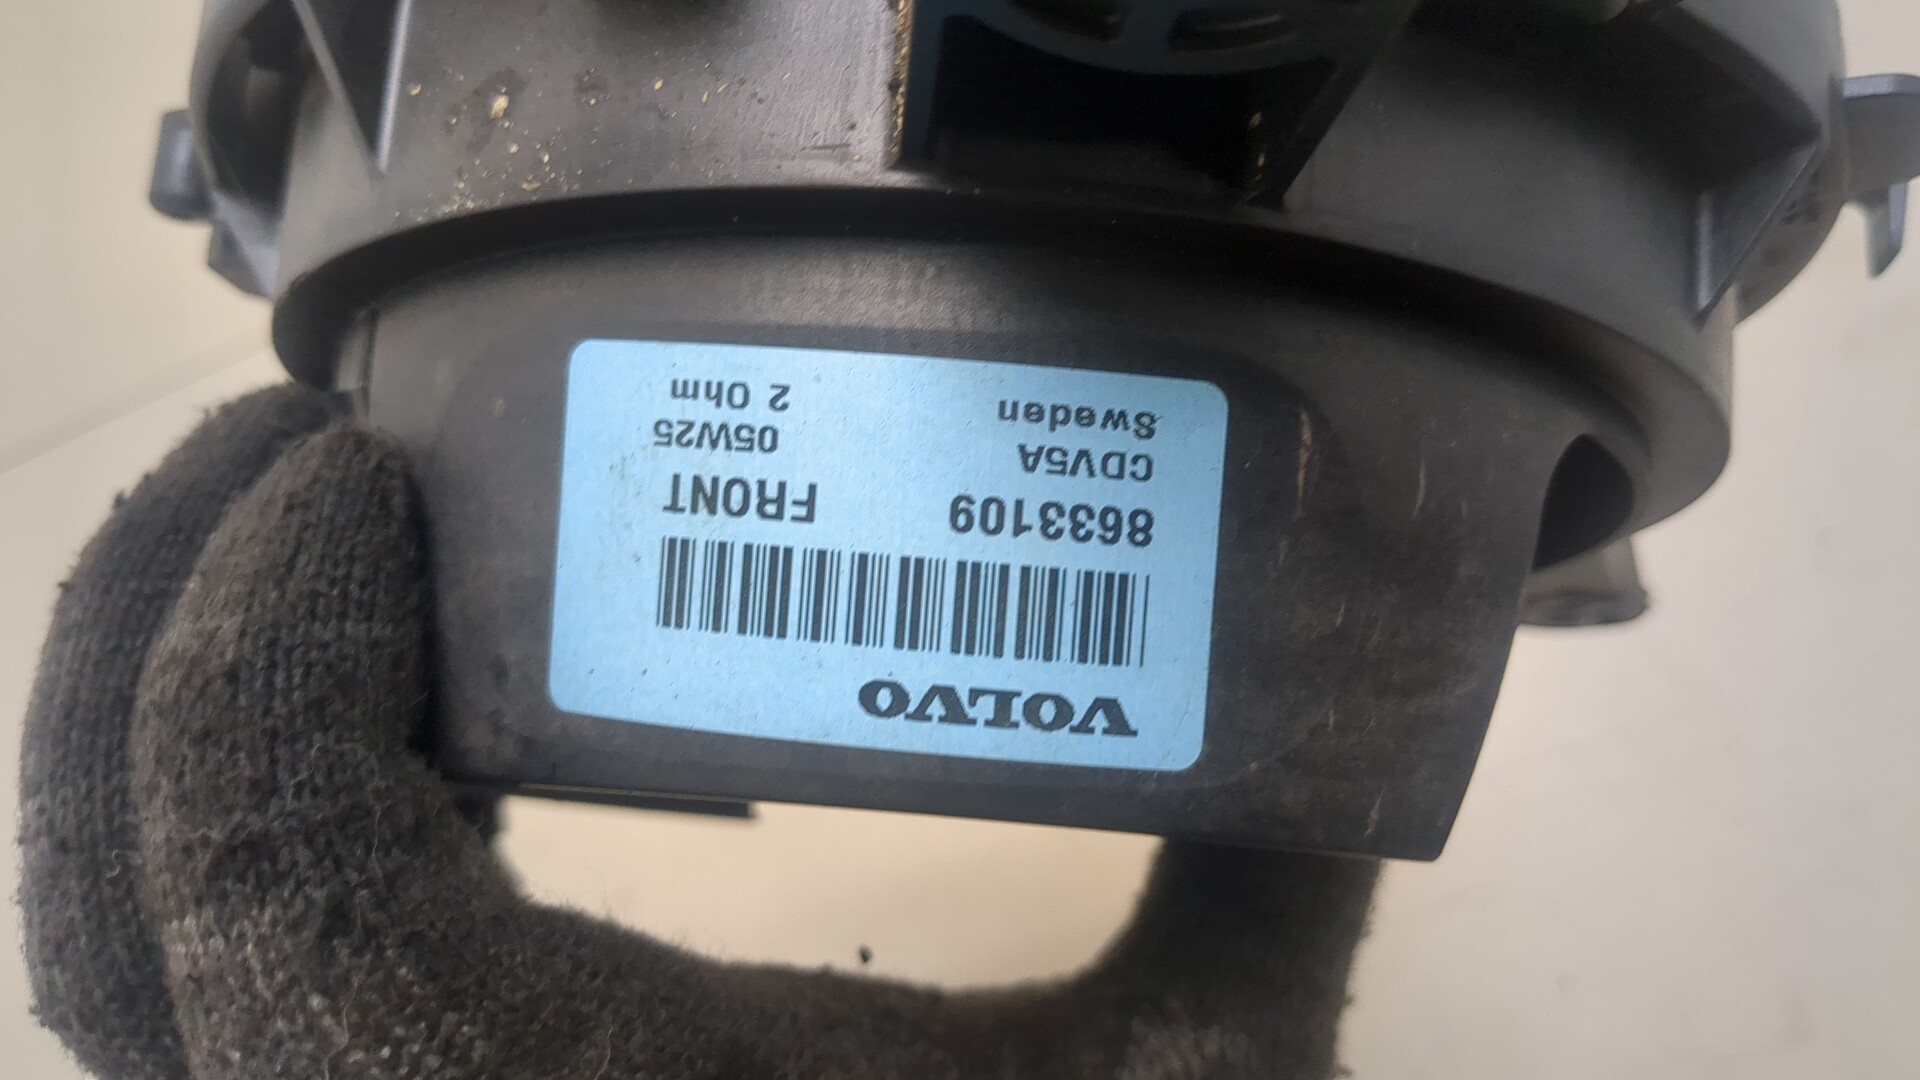 VOLVO
8633109 FRONT
CDV5A 05W25
Sweden 2 Ohm